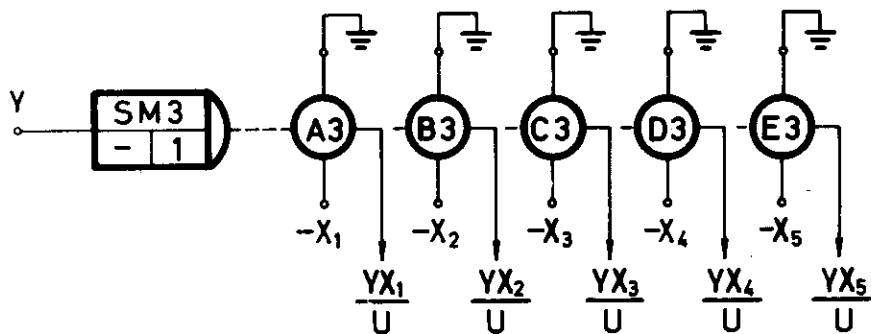 Y
SM3
- 1
A3 B3 C3 D3 E3
-X₁ -X₂ -X₃ -X₄ -X₅
YX₁ YX₂ YX₃ YX₄ YX₅
U U U U U